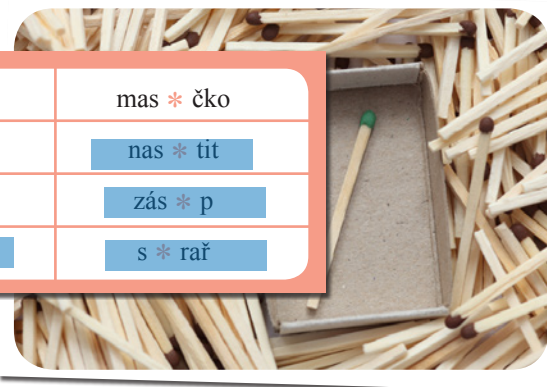 mas * čko
nas * tit
zás * p
s * rař